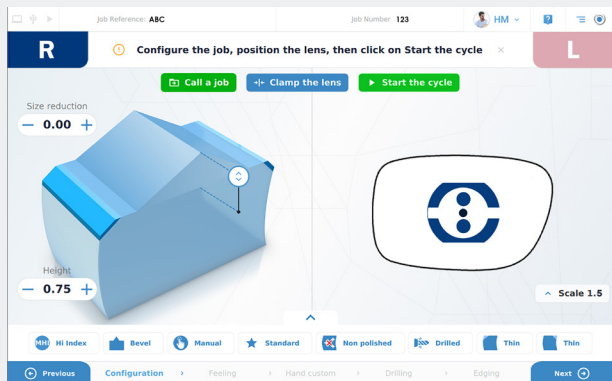 Job Reference: ABC
Job Number 123
HM
R
Configure the job, position the lens, then click on Start the cycle
L
Call a job
Clamp the lens
Start the cycle
Size reduction
0.00
Height
0.75
Scale 1.5
MHI Hi Index
Bevel
Manual
Standard
Non polished
Drilled
Thin
Thin
Previous
Configuration
Feeling
Hand custom
Drilling
Edging
Next